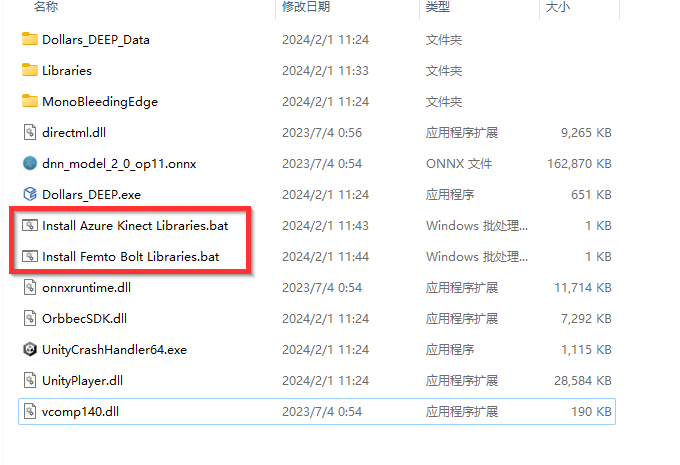 名称 修改日期 类型 大小
Dollars_DEEP_Data 2024/2/1 11:24 文件夹
Libraries 2024/2/1 11:33 文件夹
MonoBleedingEdge 2024/2/1 11:24 文件夹
directml.dll 2023/7/4 0:56 应用程序扩展 9,265 KB
dnn_model_2_0_op11.onnx 2023/7/4 0:54 ONNX 文件 162,870 KB
Dollars_DEEP.exe 2024/2/1 11:24 应用程序 651 KB
Install Azure Kinect Libraries.bat 2024/2/1 11:43 Windows 批处理... 1 KB
Install Femto Bolt Libraries.bat 2024/2/1 11:44 Windows 批处理... 1 KB
onnxruntime.dll 2023/7/4 0:54 应用程序扩展 11,714 KB
OrbbecSDK.dll 2024/2/1 11:24 应用程序扩展 7,292 KB
UnityCrashHandler64.exe 2024/2/1 11:24 应用程序 1,115 KB
UnityPlayer.dll 2024/2/1 11:24 应用程序扩展 28,584 KB
vcomp140.dll 2023/7/4 0:54 应用程序扩展 190 KB